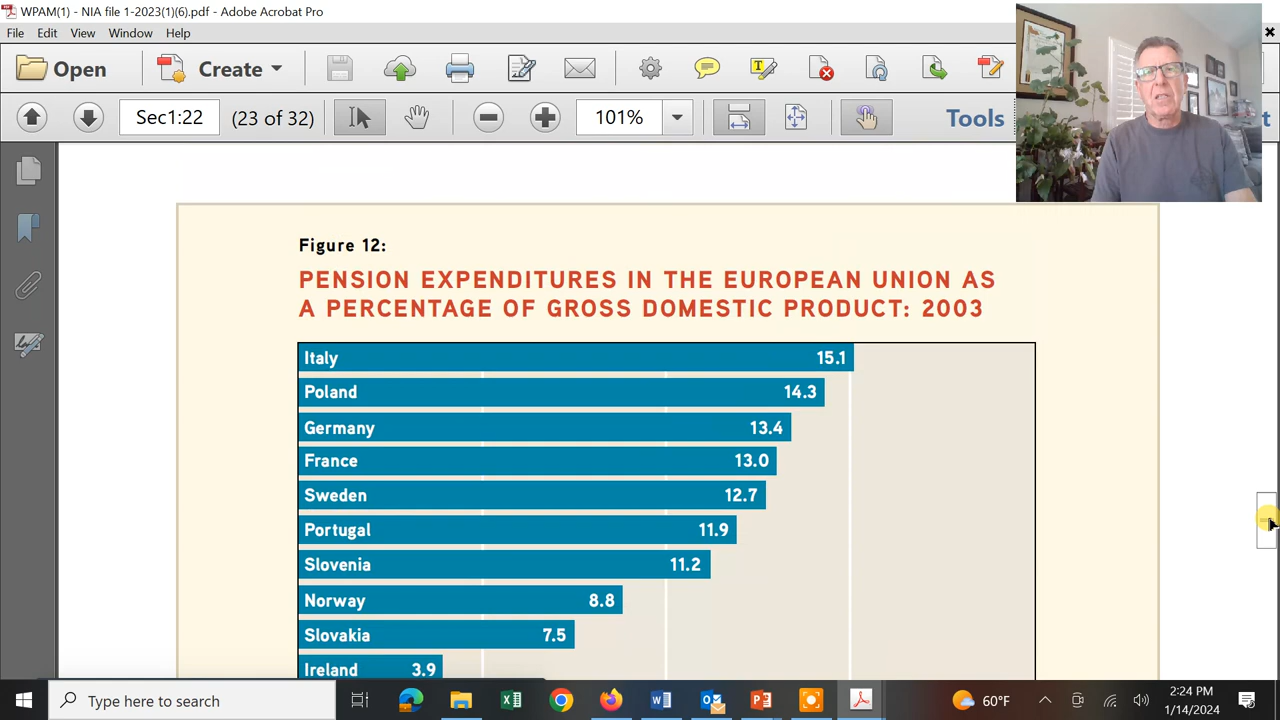 WPAM(1) - NIA file 1-2023(1)(6).pdf - Adobe Acrobat Pro
File Edit View Window Help
Open Create
Sec1:22 (23 of 32) 101% Tools
Figure 12:
PENSION EXPENDITURES IN THE EUROPEAN UNION AS
A PERCENTAGE OF GROSS DOMESTIC PRODUCT: 2003
Italy 15.1
Poland 14.3
Germany 13.4
France 13.0
Sweden 12.7
Portugal 11.9
Slovenia 11.2
Norway 8.8
Slovakia 7.5
Ireland 3.9
Type here to search
60°F
2:24 PM
1/14/2024